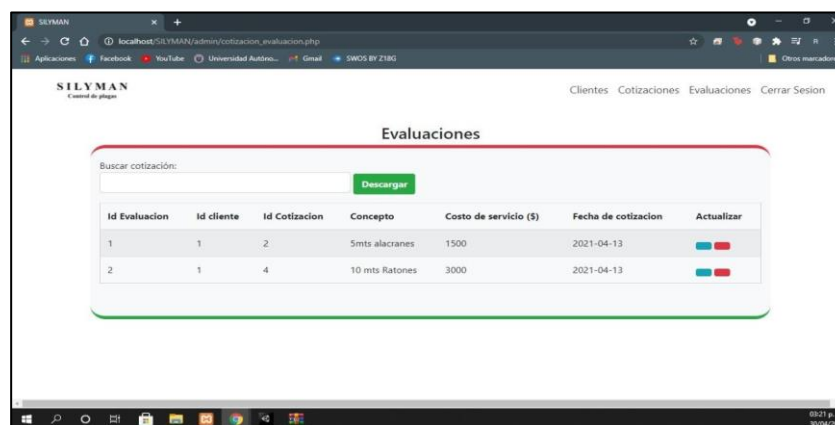 SILYMAN
localhost/SILYMAN/admin/cotizacion_evaluacion.php
Aplicaciones Facebook YouTube Universidad Autóno... Gmail SWOS BY Z18G Otros marcadores
SILYMAN
Control de plagas
Clientes Cotizaciones Evaluaciones Cerrar Sesion
Evaluaciones
Buscar cotización:
Descargar
Id Evaluacion Id cliente Id Cotizacion Concepto Costo de servicio ($) Fecha de cotizacion Actualizar
1 1 2 5mts alacranes 1500 2021-04-13
2 1 4 10 mts Ratones 3000 2021-04-13
03:21 p.